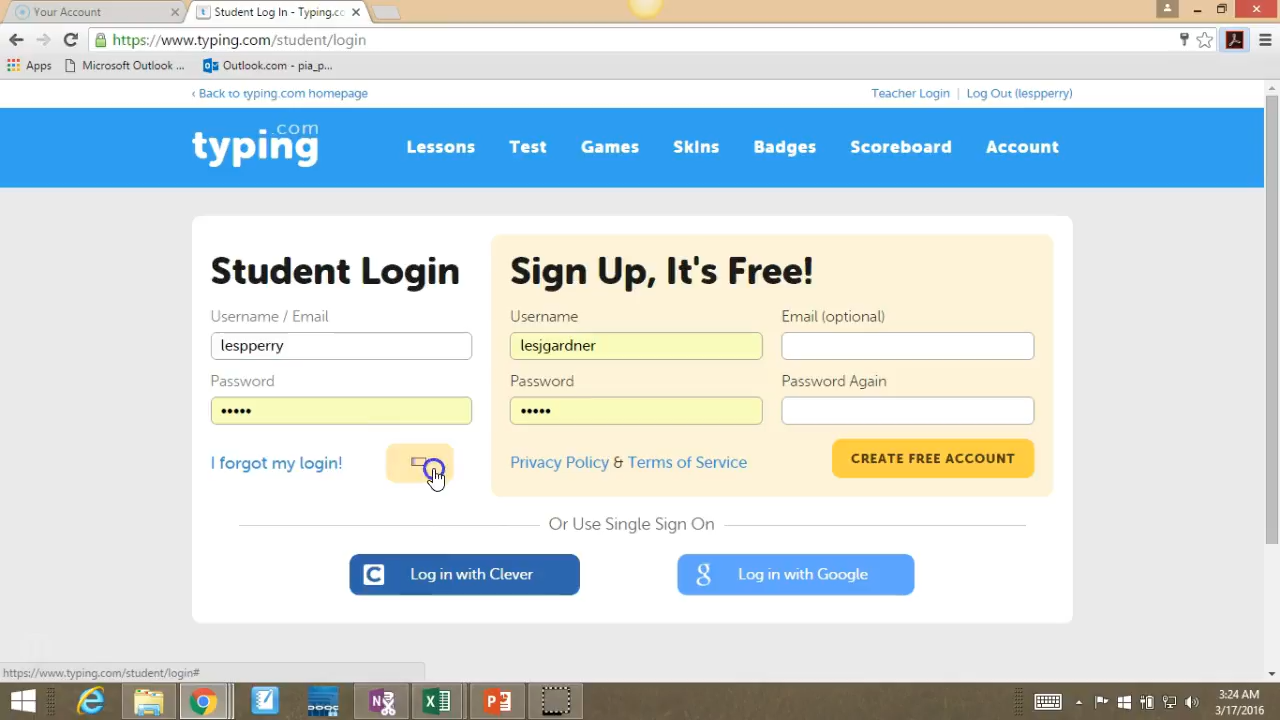 Your Account
Student Log In - Typing.co
https://www.typing.com/student/login
Apps
Microsoft Outlook ...
Outlook.com - pia_p...
‹ Back to typing.com homepage
Teacher Login | Log Out (lespperry)
typing.com
Lessons
Test
Games
Skins
Badges
Scoreboard
Account
Student Login
Username / Email
lespperry
Password
•••••
I forgot my login!
Sign Up, It's Free!
Username
Email (optional)
lesjgardner
Password
Password Again
•••••
Privacy Policy & Terms of Service
CREATE FREE ACCOUNT
Or Use Single Sign On
Log in with Clever
Log in with Google
https://www.typing.com/student/login#
3:24 AM
3/17/2016